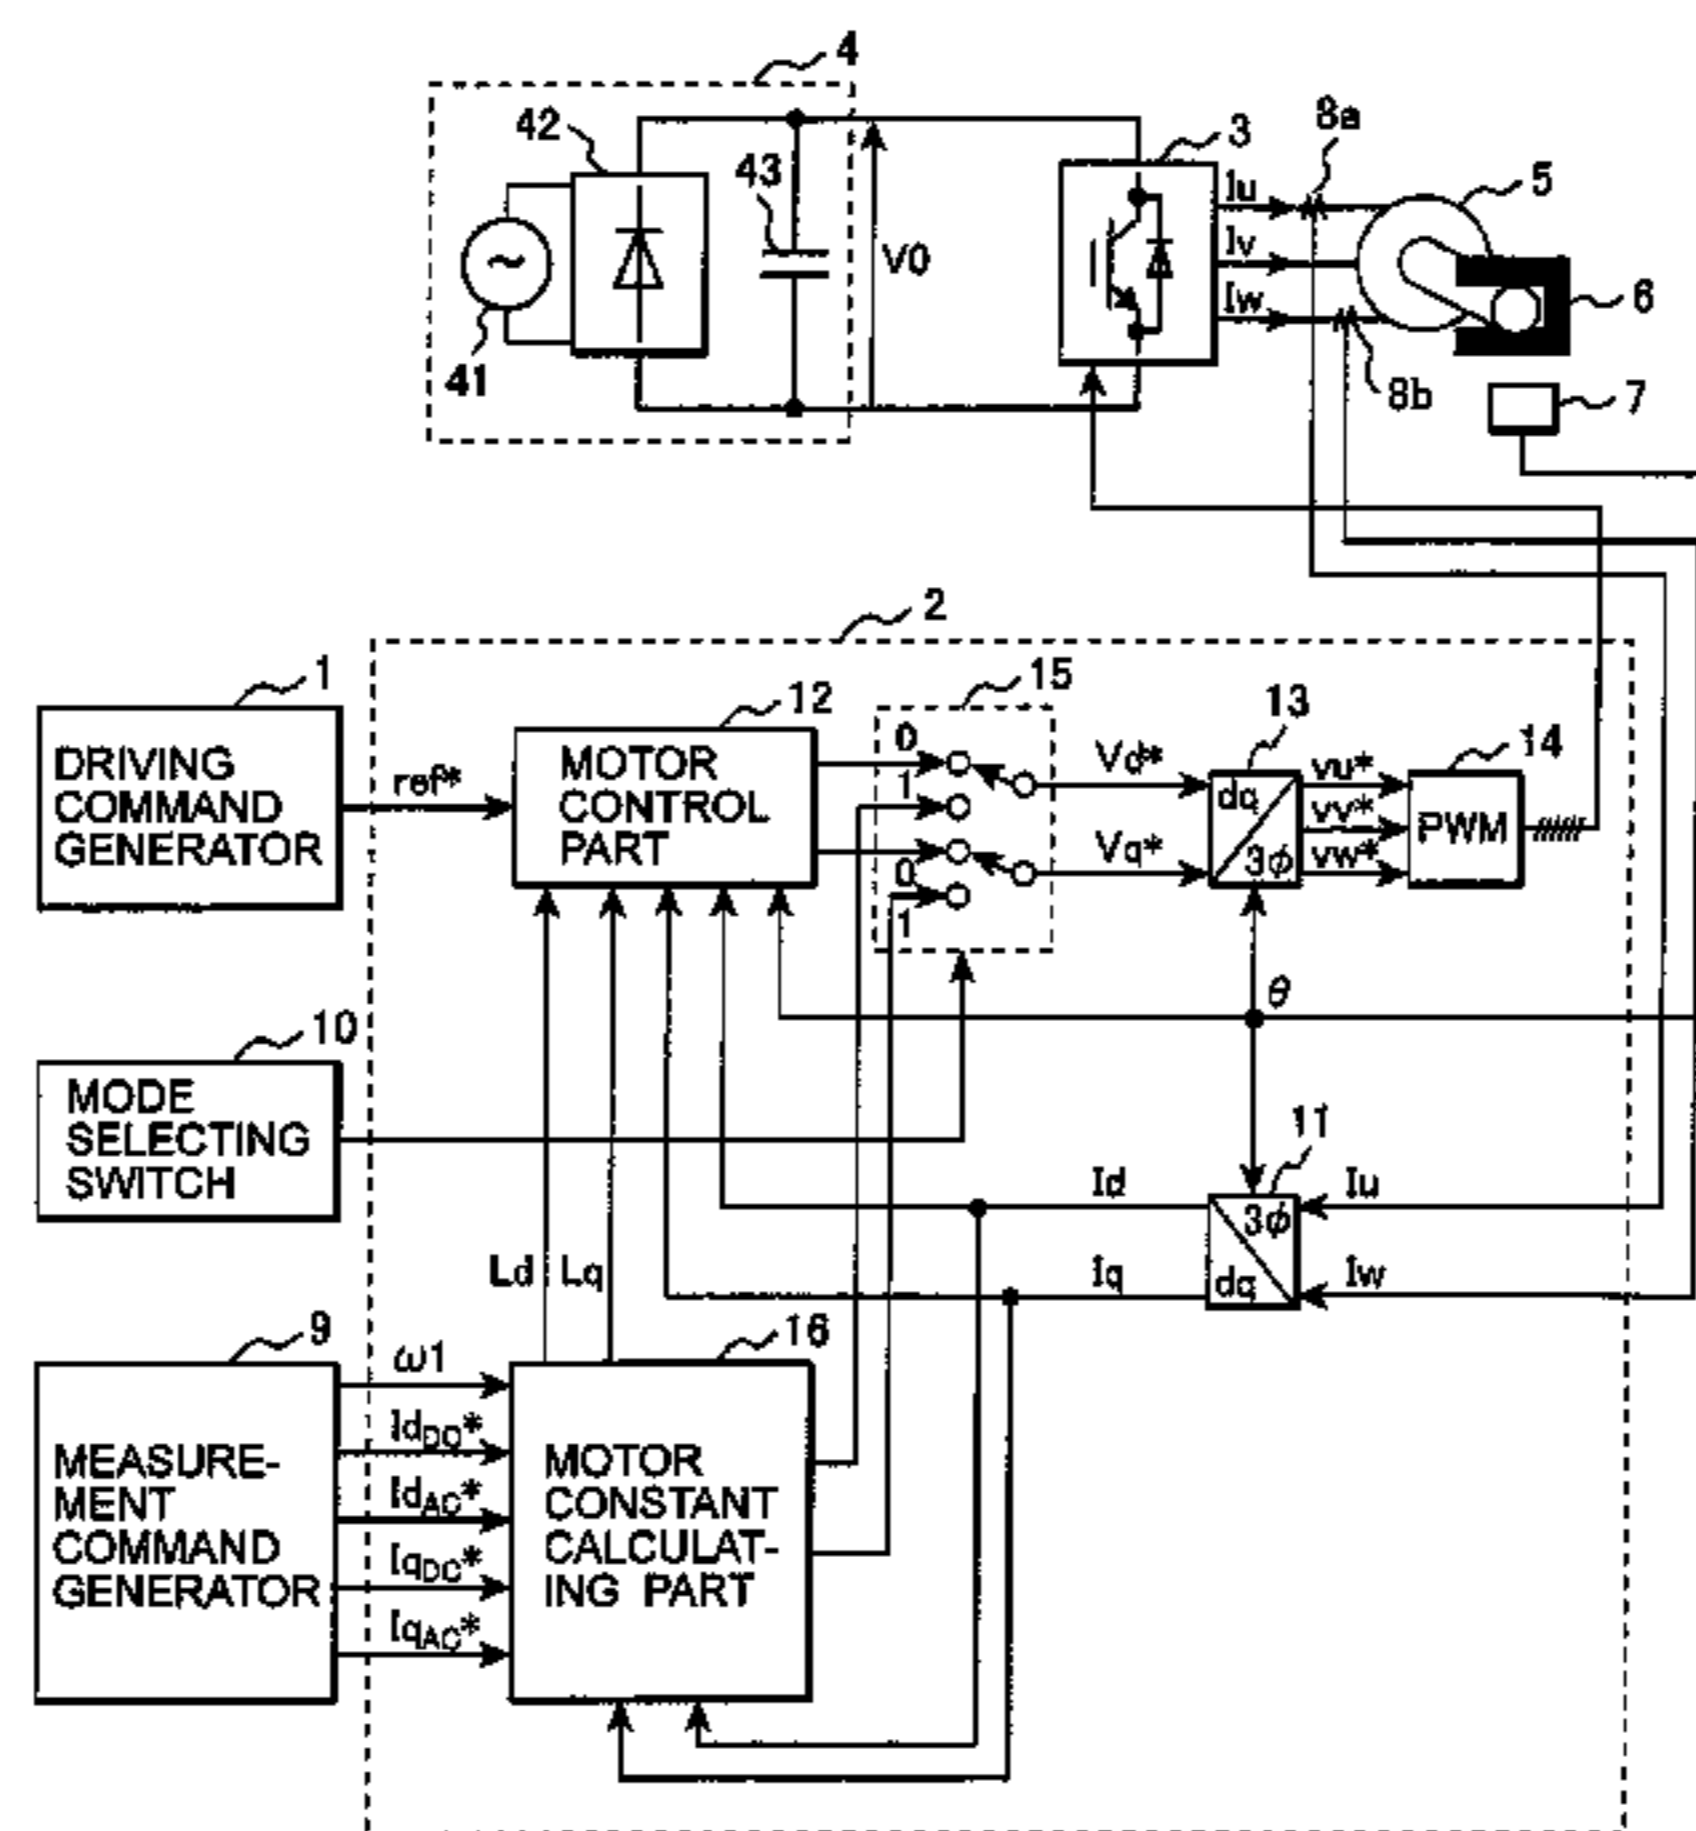 4
42
43
41
V0
3
Iu
Iv
Iw
8a
5
6
8b
7
2
1
DRIVING
COMMAND
GENERATOR
ref*
12
MOTOR
CONTROL
PART
15
0
1
0
1
Vd*
Vq*
13
dq
3φ
vu*
vv*
vw*
14
PWM
θ
10
MODE
SELECTING
SWITCH
11
3φ
dq
Id
Iq
Iu
Iw
Ld Lq
9
MEASURE-
MENT
COMMAND
GENERATOR
ω1
IdDC*
IdAC*
IqDC*
IqAC*
16
MOTOR
CONSTANT
CALCULAT-
ING PART